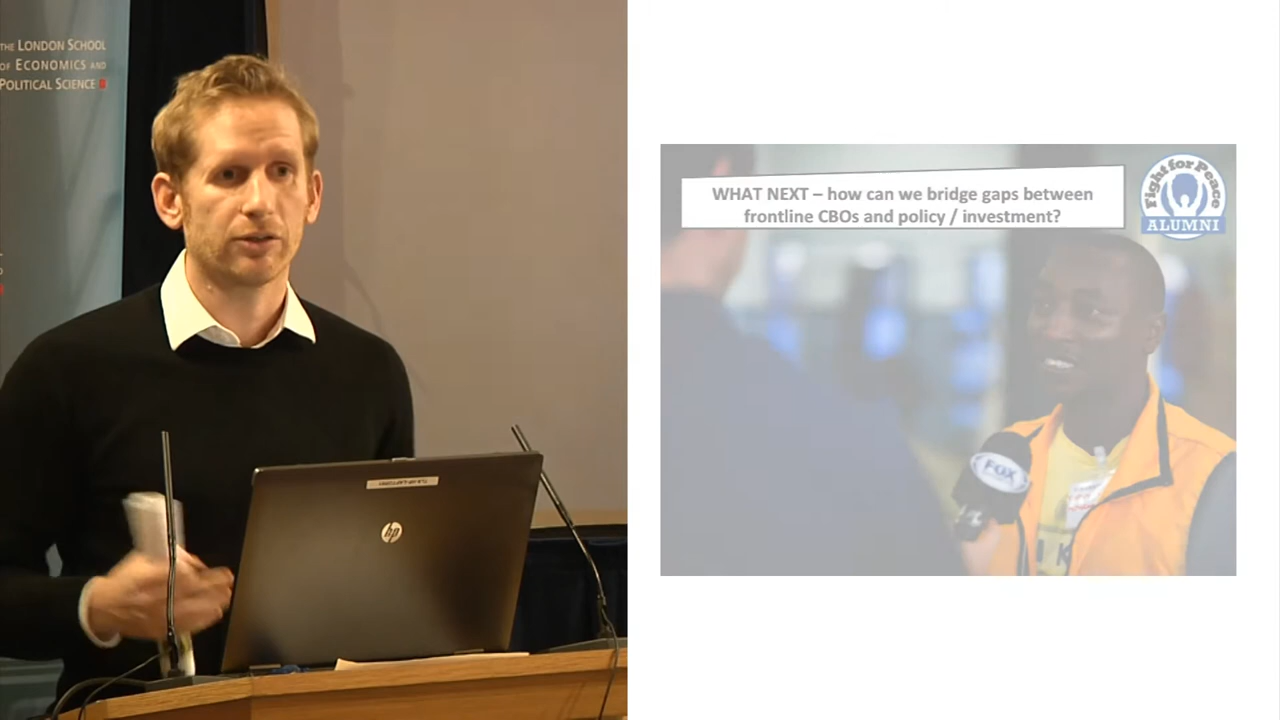 THE LONDON SCHOOL
OF ECONOMICS AND
POLITICAL SCIENCE
hp
WHAT NEXT – how can we bridge gaps between
frontline CBOs and policy / investment?
Fight for Peace
ALUMNI
FOX